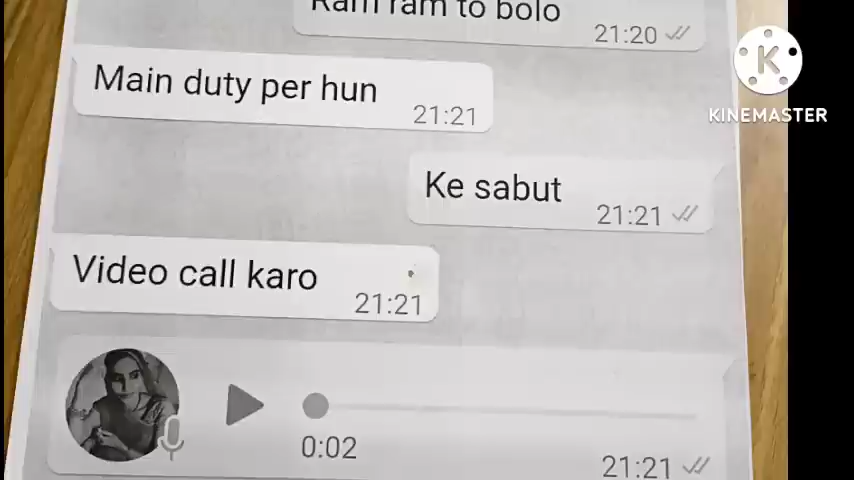 Ram ram to bolo
21:20
Main duty per hun
21:21
Ke sabut
21:21
Video call karo
21:21
0:02
21:21
K
KINEMASTER